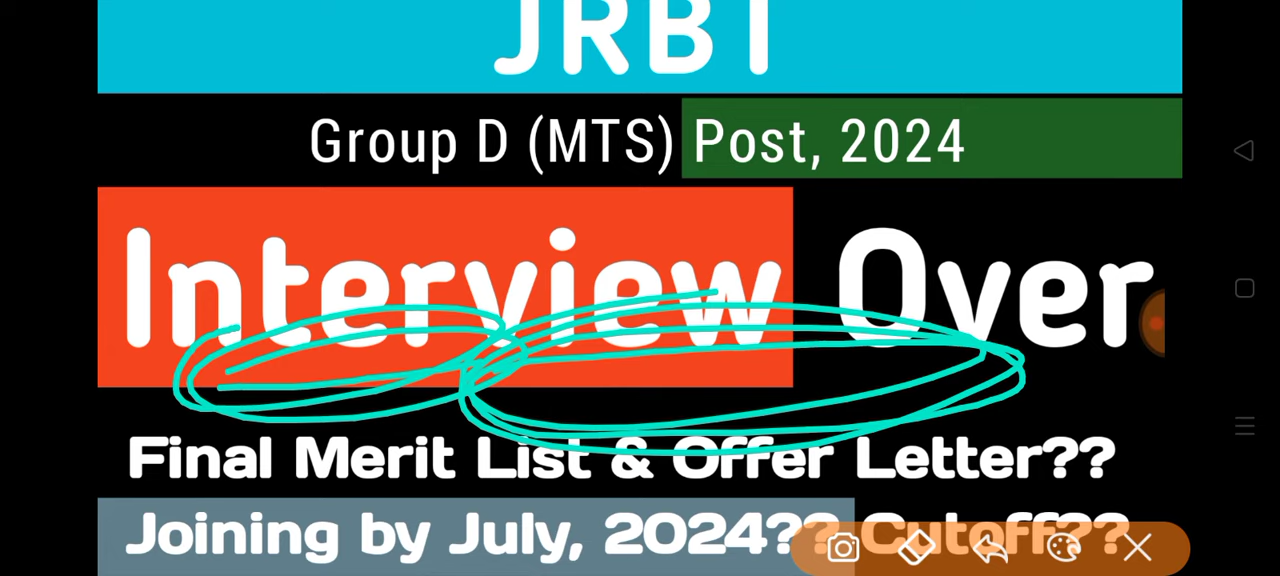 JRBT
Group D (MTS) Post, 2024
Interview Over
Final Merit List & Offer Letter??
Joining by July, 2024?? Cutoff??